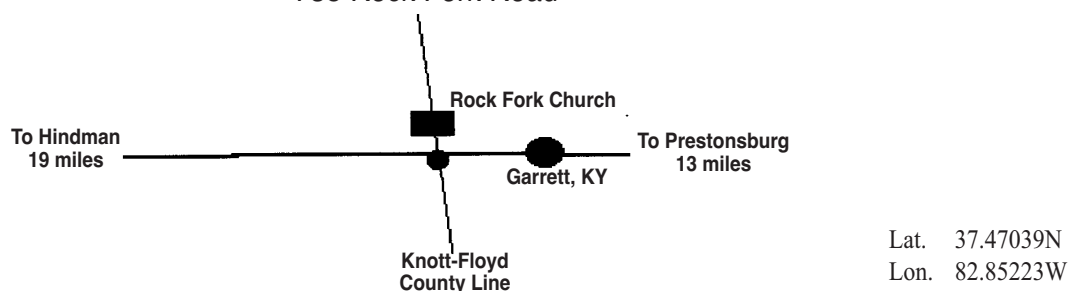 Rock Fork Church
To Hindman
19 miles
To Prestonsburg
13 miles
Garrett, KY
Lat. 37.47039N
Lon. 82.85223W
Knott-Floyd
County Line